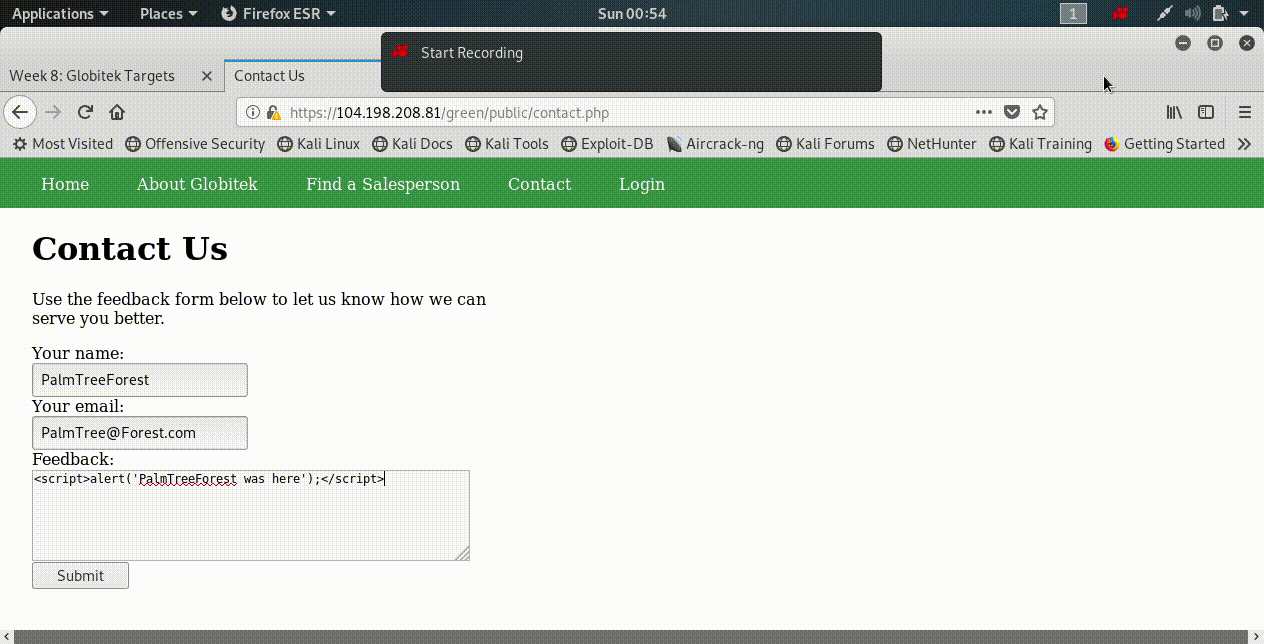 Applications Places Firefox ESR Sun 00:54 1
Start Recording
Week 8: Globitek Targets Contact Us
https://104.198.208.81/green/public/contact.php
Most Visited Offensive Security Kali Linux Kali Docs Kali Tools Exploit-DB Aircrack-ng Kali Forums NetHunter Kali Training Getting Started
Home About Globitek Find a Salesperson Contact Login
Contact Us
Use the feedback form below to let us know how we can
serve you better.
Your name:
PalmTreeForest
Your email:
PalmTree@Forest.com
Feedback:
<script>alert('PalmTreeForest was here');</script>
Submit